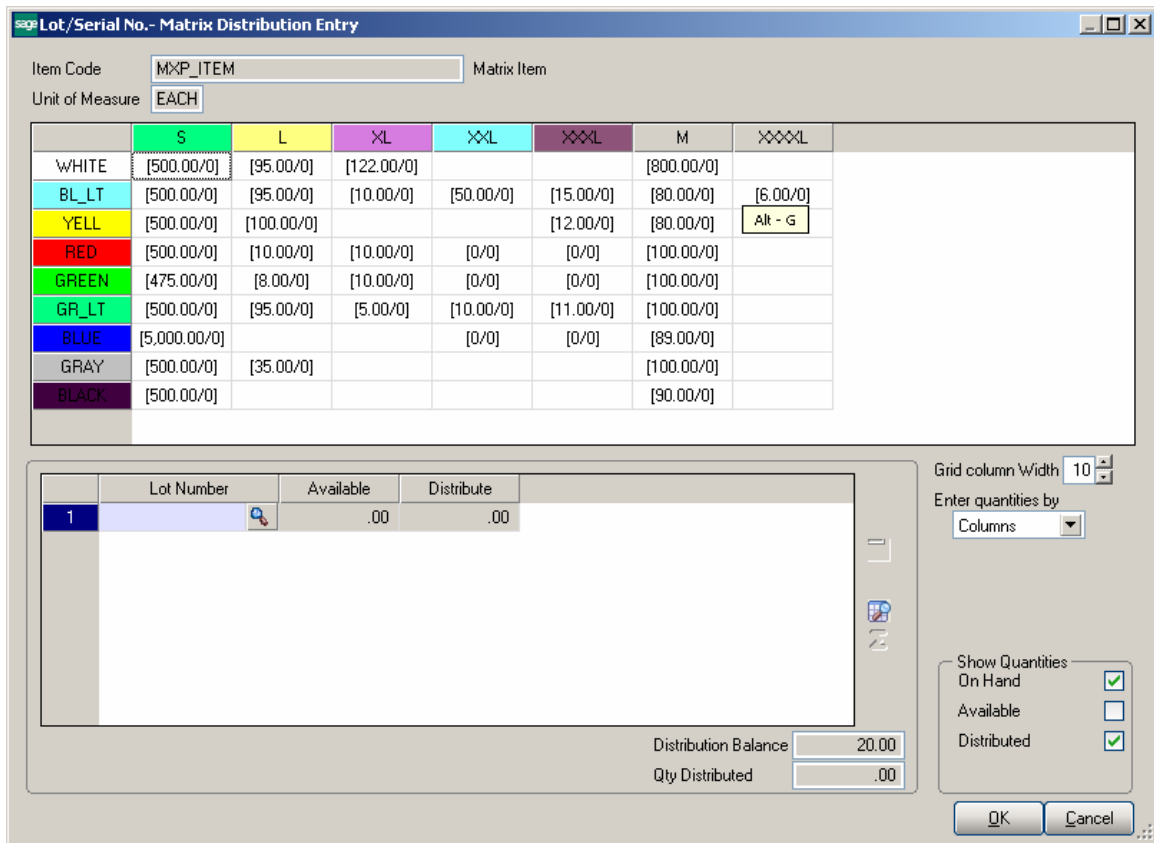 sage Lot/Serial No.- Matrix Distribution Entry
Item Code MXP_ITEM Matrix Item
Unit of Measure EACH
S L XL XXL XXXL M XXXXL
WHITE [500.00/0] [95.00/0] [122.00/0] [800.00/0]
BL_LT [500.00/0] [95.00/0] [10.00/0] [50.00/0] [15.00/0] [80.00/0] [6.00/0]
YELL [500.00/0] [100.00/0] [12.00/0] [80.00/0] Alt - G
RED [500.00/0] [10.00/0] [10.00/0] [0/0] [0/0] [100.00/0]
GREEN [475.00/0] [8.00/0] [10.00/0] [0/0] [0/0] [100.00/0]
GR_LT [500.00/0] [95.00/0] [5.00/0] [10.00/0] [11.00/0] [100.00/0]
BLUE [5,000.00/0] [0/0] [0/0] [89.00/0]
GRAY [500.00/0] [35.00/0] [100.00/0]
BLACK [500.00/0] [90.00/0]
Lot Number Available Distribute
1 .00 .00
Distribution Balance 20.00
Qty Distributed .00
Grid column Width 10
Enter quantities by
Columns
Show Quantities
On Hand
Available
Distributed
OK Cancel